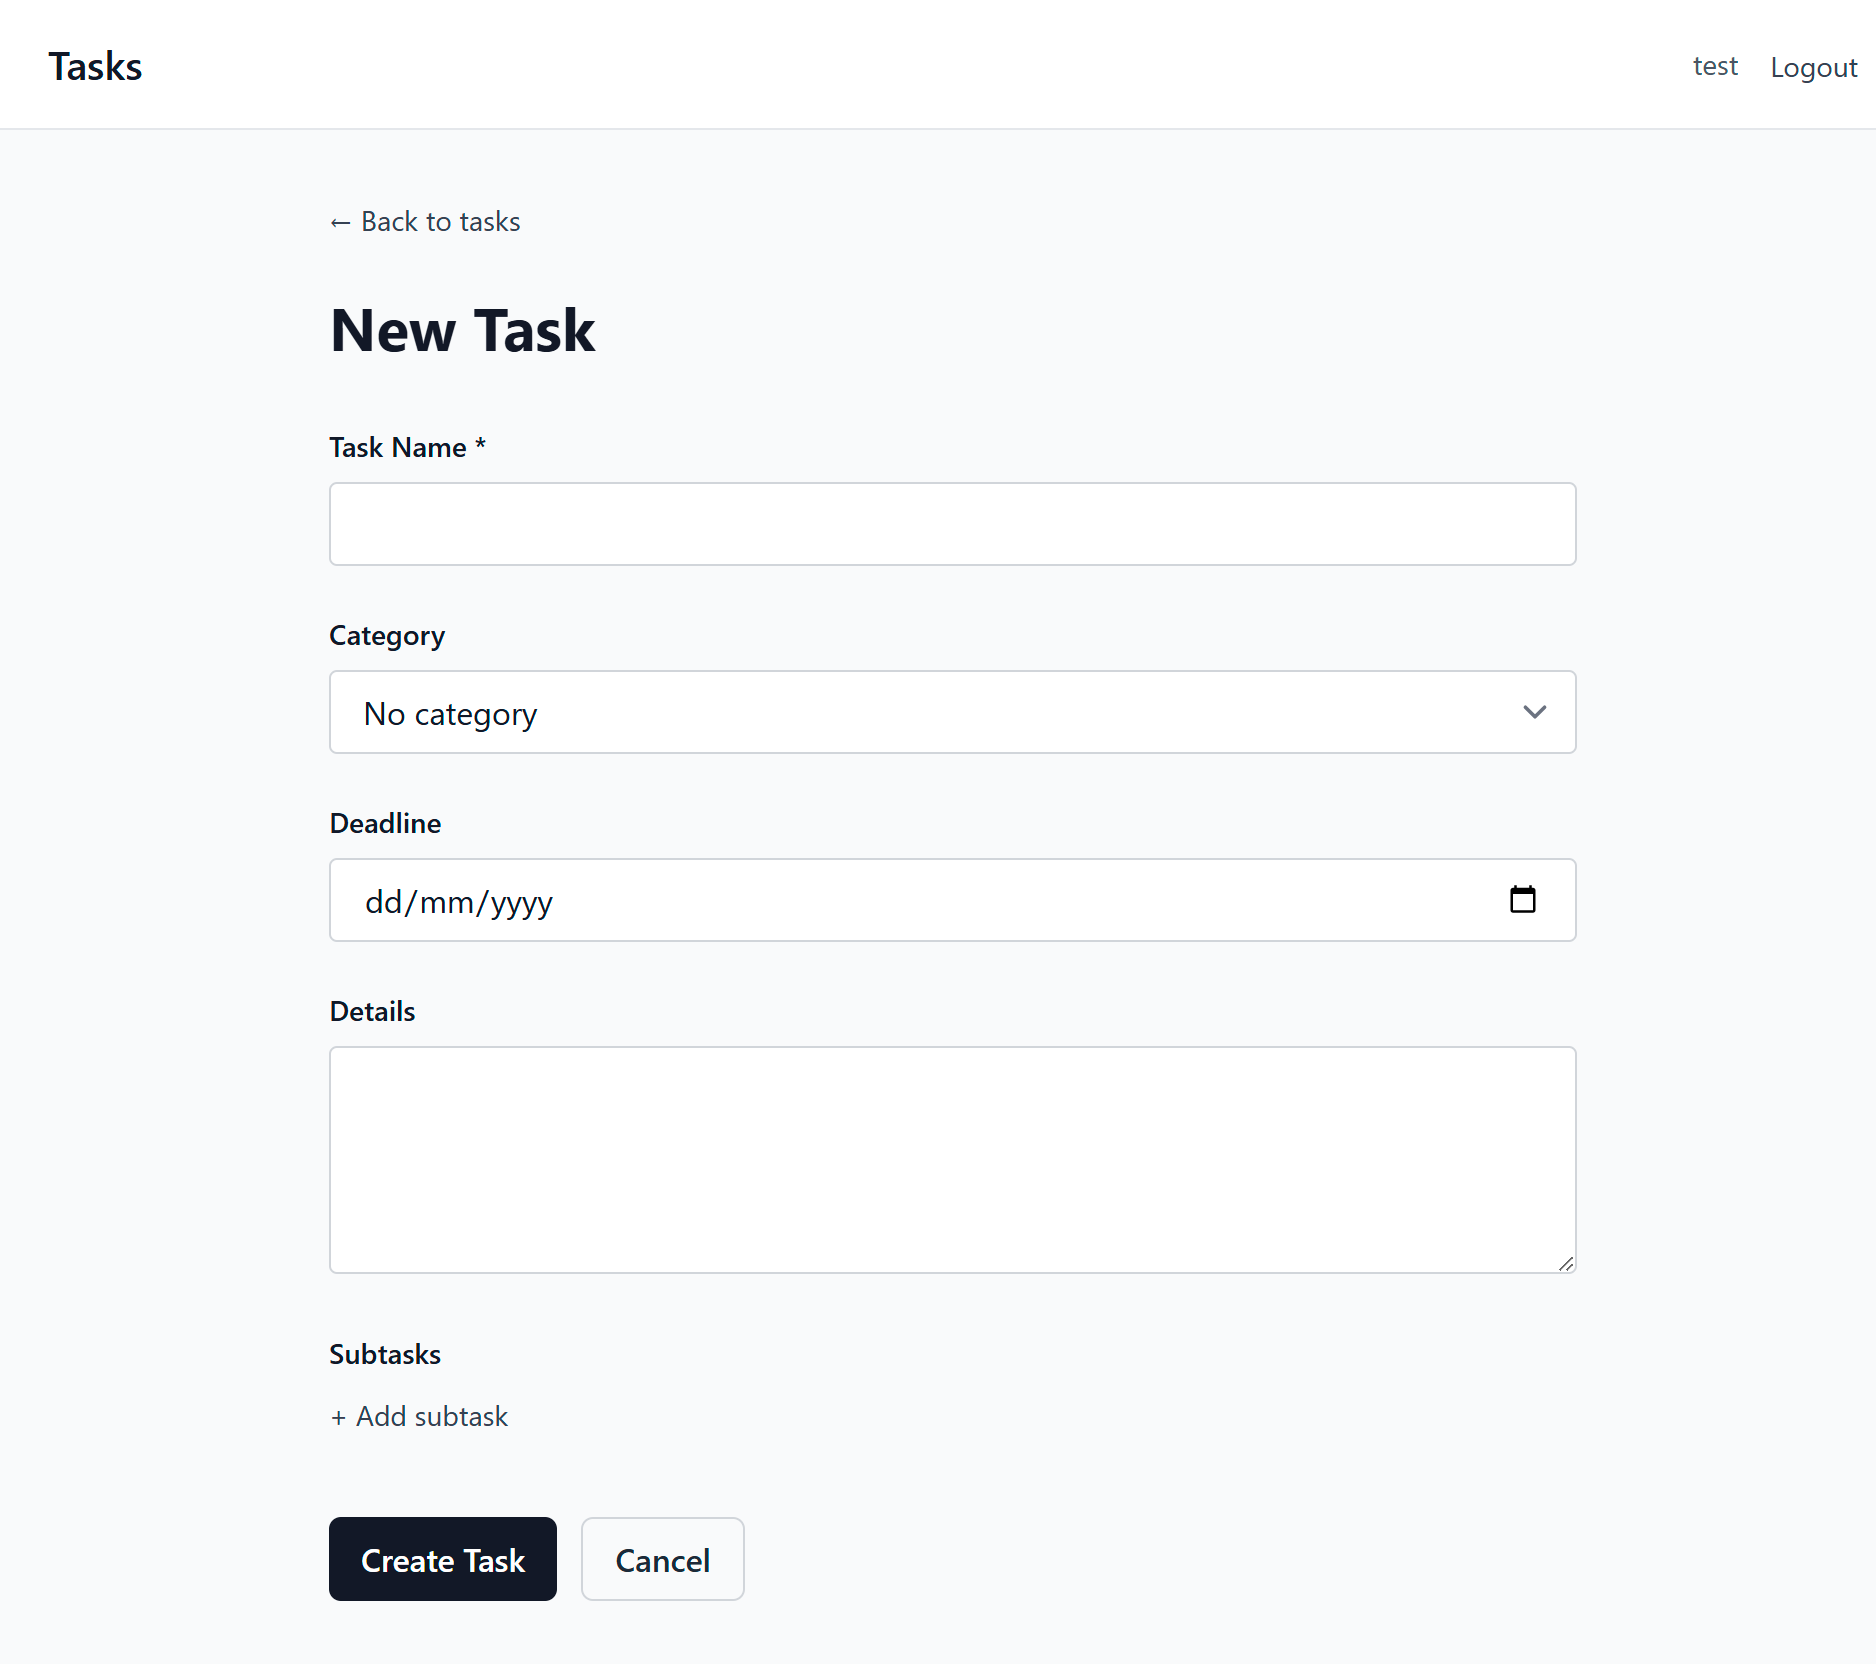 Tasks
test Logout
← Back to tasks
New Task
Task Name *
Category
No category
Deadline
dd/mm/yyyy
Details
Subtasks
+ Add subtask
Create Task Cancel